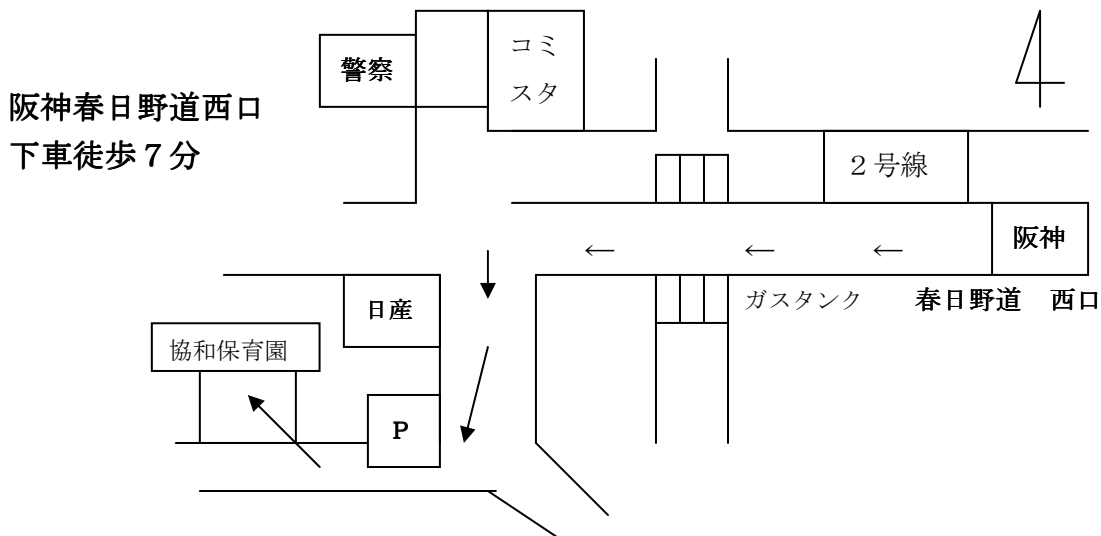 コミ
スタ
警察
阪神春日野道西口
下車徒歩７分
２号線
阪神
← ← ←
日産
ガスタンク
春日野道 西口
協和保育園
Ｐ